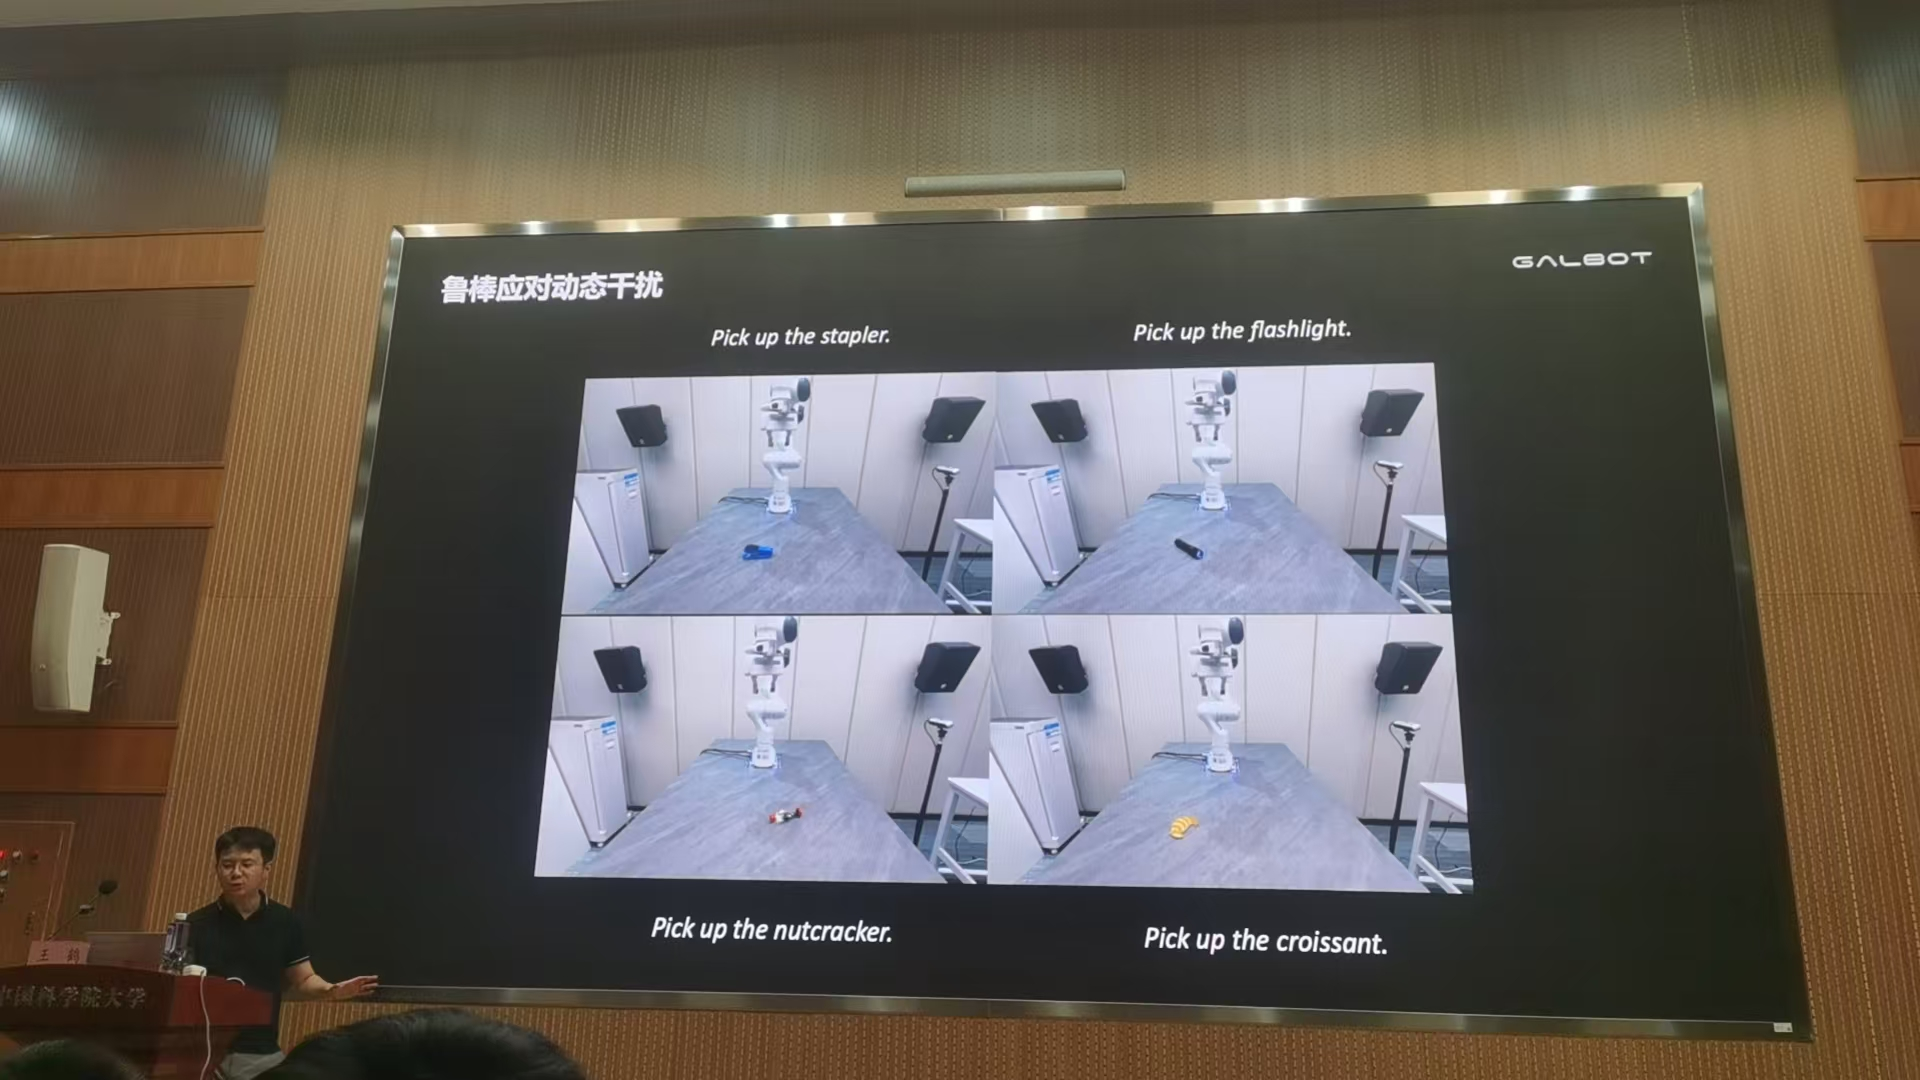 鲁棒应对动态干扰
GALBOT
Pick up the stapler.
Pick up the flashlight.
Pick up the nutcracker.
Pick up the croissant.
王 鹤
中国科学院大学